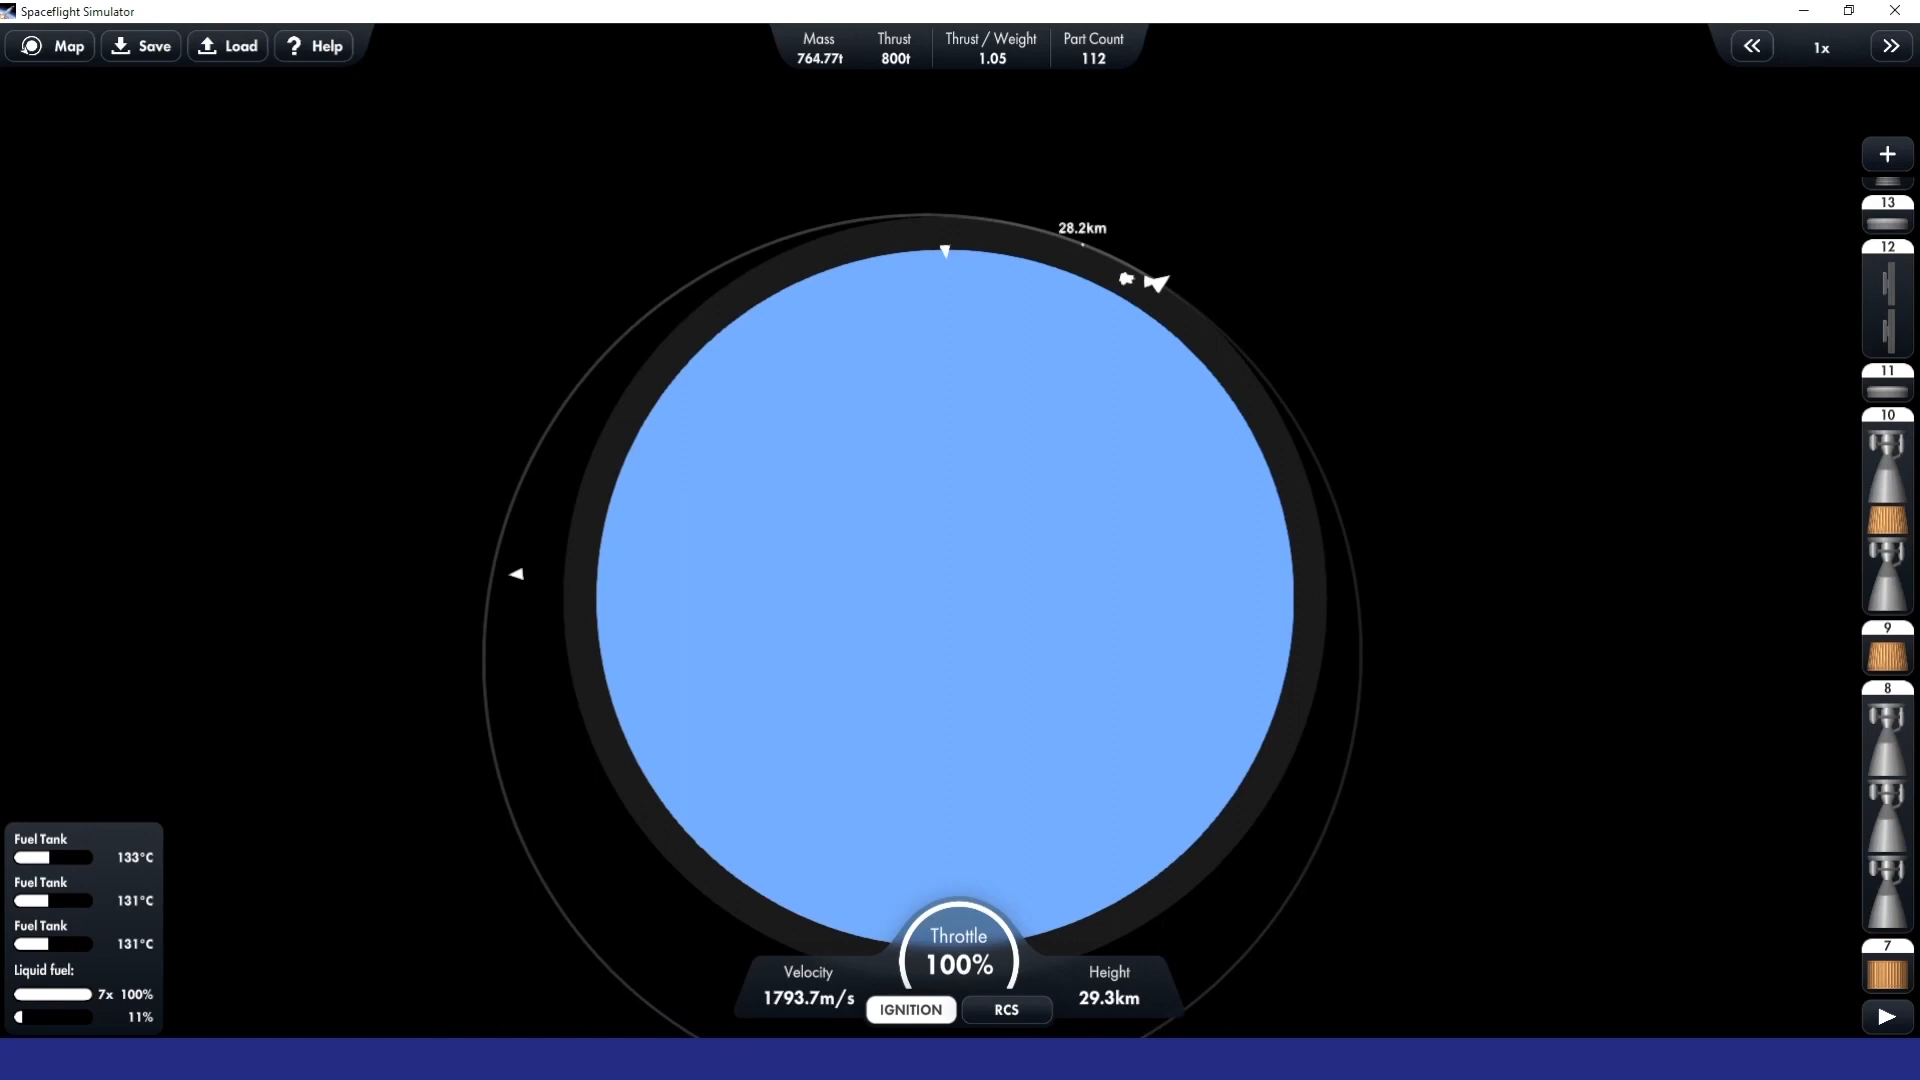 Spaceflight Simulator
Map
Save
Load
? Help
Mass
764.77t
Thrust
800t
Thrust / Weight
1.05
Part Count
112
1x
28.2km
13
12
11
10
9
8
7
Fuel Tank
133°C
Fuel Tank
131°C
Fuel Tank
131°C
Liquid fuel:
7x 100%
11%
Throttle
100%
Velocity
1793.7m/s
Height
29.3km
IGNITION
RCS